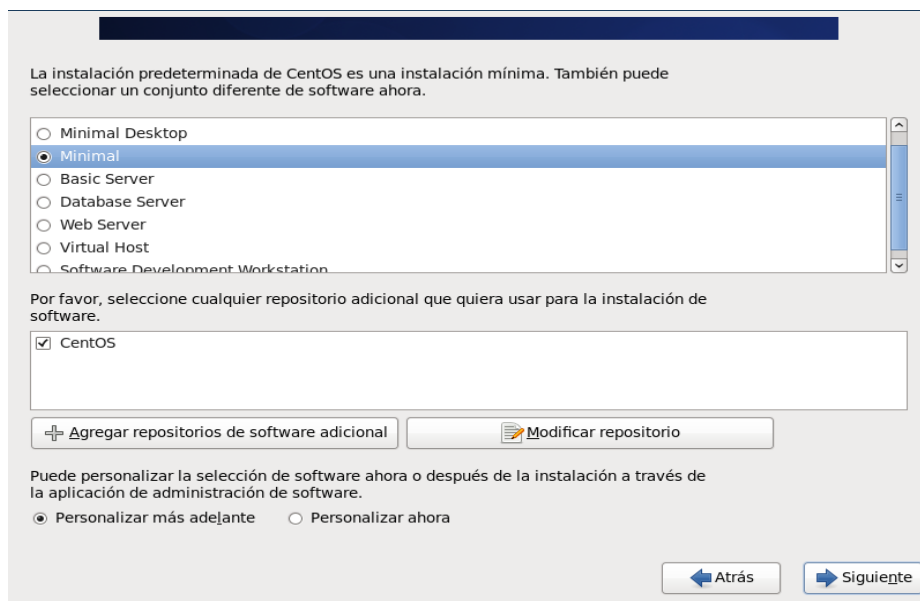 La instalación predeterminada de CentOS es una instalación mínima. También puede
seleccionar un conjunto diferente de software ahora.
Minimal Desktop
Minimal
Basic Server
Database Server
Web Server
Virtual Host
Software Development Workstation
Por favor, seleccione cualquier repositorio adicional que quiera usar para la instalación de
software.
CentOS
Agregar repositorios de software adicional
Modificar repositorio
Puede personalizar la selección de software ahora o después de la instalación a través de
la aplicación de administración de software.
Personalizar más adelante
Personalizar ahora
Atrás
Siguiente